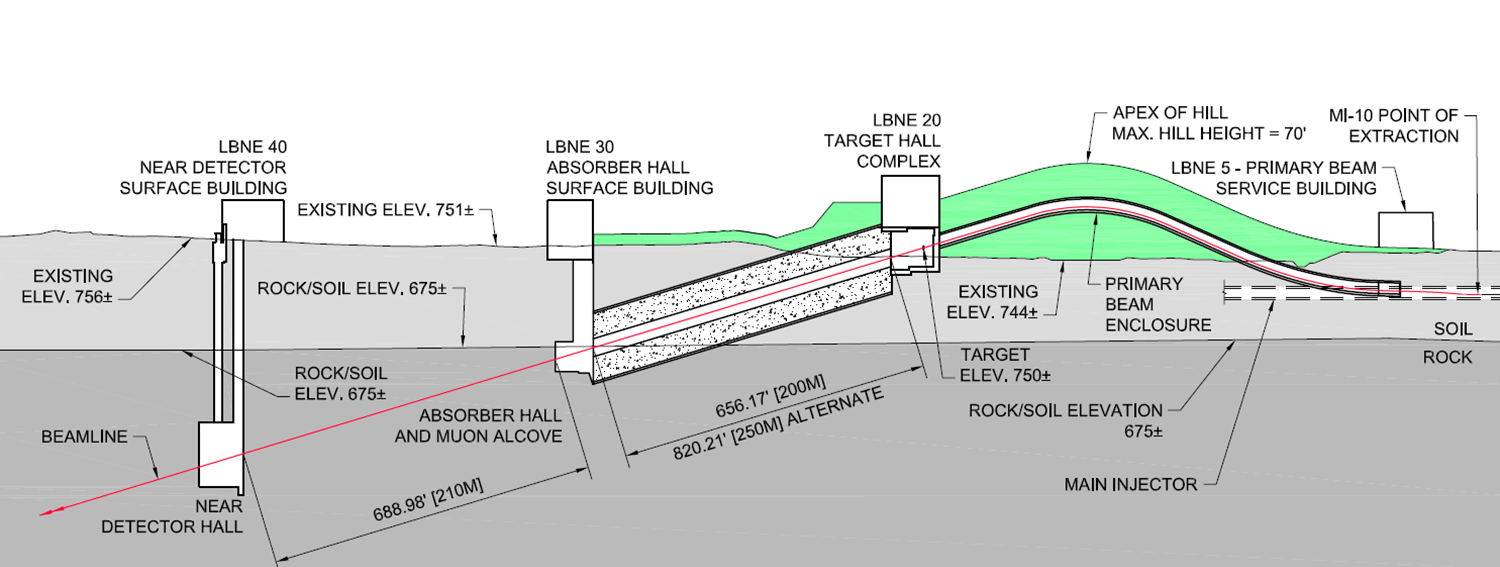 LBNE 40
NEAR DETECTOR
SURFACE BUILDING
EXISTING ELEV. 751±
EXISTING
ELEV. 756±
ROCK/SOIL ELEV. 675±
ROCK/SOIL
ELEV. 675±
BEAMLINE
NEAR
DETECTOR HALL
688.98' [210M]
LBNE 30
ABSORBER HALL
SURFACE BUILDING
ABSORBER HALL
AND MUON ALCOVE
656.17' [200M]
820.21' [250M] ALTERNATE
LBNE 20
TARGET HALL
COMPLEX
EXISTING
ELEV. 744±
TARGET
ELEV. 750±
APEX OF HILL
MAX. HILL HEIGHT = 70'
PRIMARY
BEAM
ENCLOSURE
MI-10 POINT OF
EXTRACTION
LBNE 5 - PRIMARY BEAM
SERVICE BUILDING
SOIL
ROCK
ROCK/SOIL ELEVATION
675±
MAIN INJECTOR